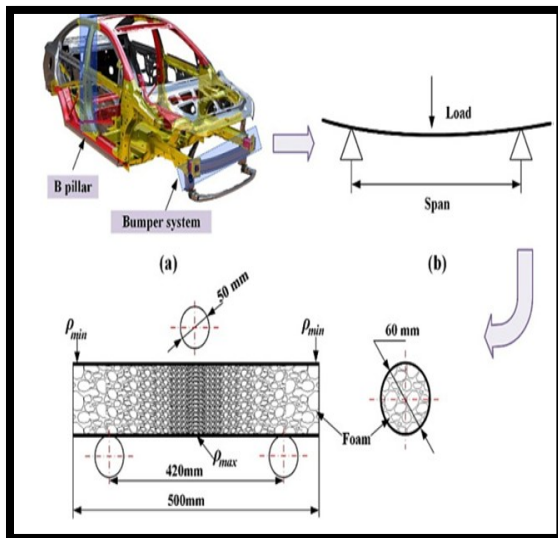 B pillar
Bumper system
(a)
Load
Span
(b)
50 mm
ρmin
ρmin
60 mm
Foam
ρmax
420mm
500mm